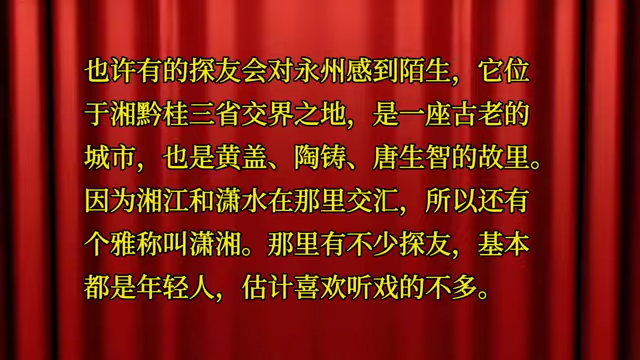 也许有的探友会对永州感到陌生，它位
于湘黔桂三省交界之地，是一座古老的
城市，也是黄盖、陶铸、唐生智的故里。
因为湘江和潇水在那里交汇，所以还有
个雅称叫潇湘。那里有不少探友，基本
都是年轻人，估计喜欢听戏的不多。